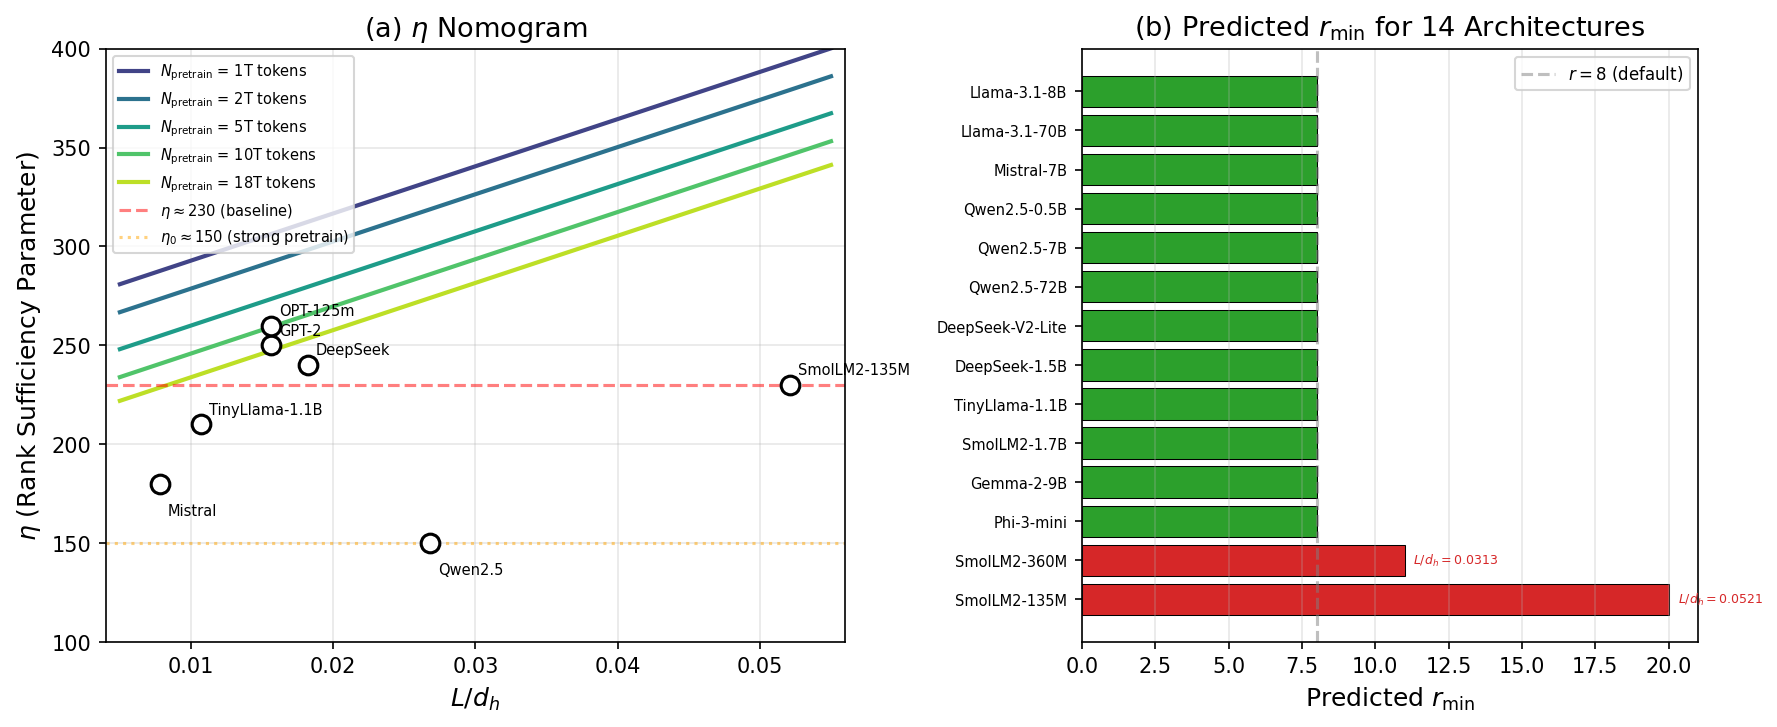 (a) η Nomogram
400
350
300
250
200
150
100
η (Rank Sufficiency Parameter)
N_pretrain = 1T tokens
N_pretrain = 2T tokens
N_pretrain = 5T tokens
N_pretrain = 10T tokens
N_pretrain = 18T tokens
η ≈ 230 (baseline)
η₀ ≈ 150 (strong pretrain)
OPT-125m
GPT-2
DeepSeek
SmolLM2-135M
TinyLlama-1.1B
Mistral
Qwen2.5
0.01 0.02 0.03 0.04 0.05
L/d_h
(b) Predicted r_min for 14 Architectures
r = 8 (default)
Llama-3.1-8B
Llama-3.1-70B
Mistral-7B
Qwen2.5-0.5B
Qwen2.5-7B
Qwen2.5-72B
DeepSeek-V2-Lite
DeepSeek-1.5B
TinyLlama-1.1B
SmolLM2-1.7B
Gemma-2-9B
Phi-3-mini
SmolLM2-360M L/d_h = 0.0313
SmolLM2-135M L/d_h = 0.0521
0.0 2.5 5.0 7.5 10.0 12.5 15.0 17.5 20.0
Predicted r_min